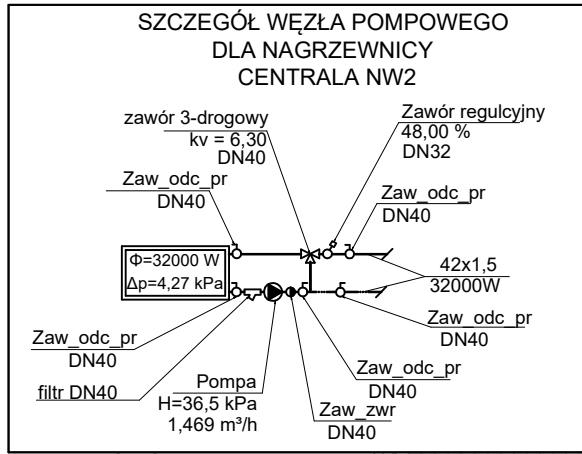 SZCZEGÓŁ WĘZŁA POMPOWEGO
DLA NAGRZEWNICY
CENTRALA NW2
zawór 3-drogowy
kv = 6,30
DN40
Zawór regulcyjny
48,00 %
DN32
Zaw_odc_pr
DN40
Zaw_odc_pr
DN40
Φ=32000 W
Δp=4,27 kPa
42x1,5
32000W
Zaw_odc_pr
DN40
Zaw_odc_pr
DN40
filtr DN40
Pompa
H=36,5 kPa
1,469 m³/h
Zaw_odc_pr
DN40
Zaw_zwr
DN40